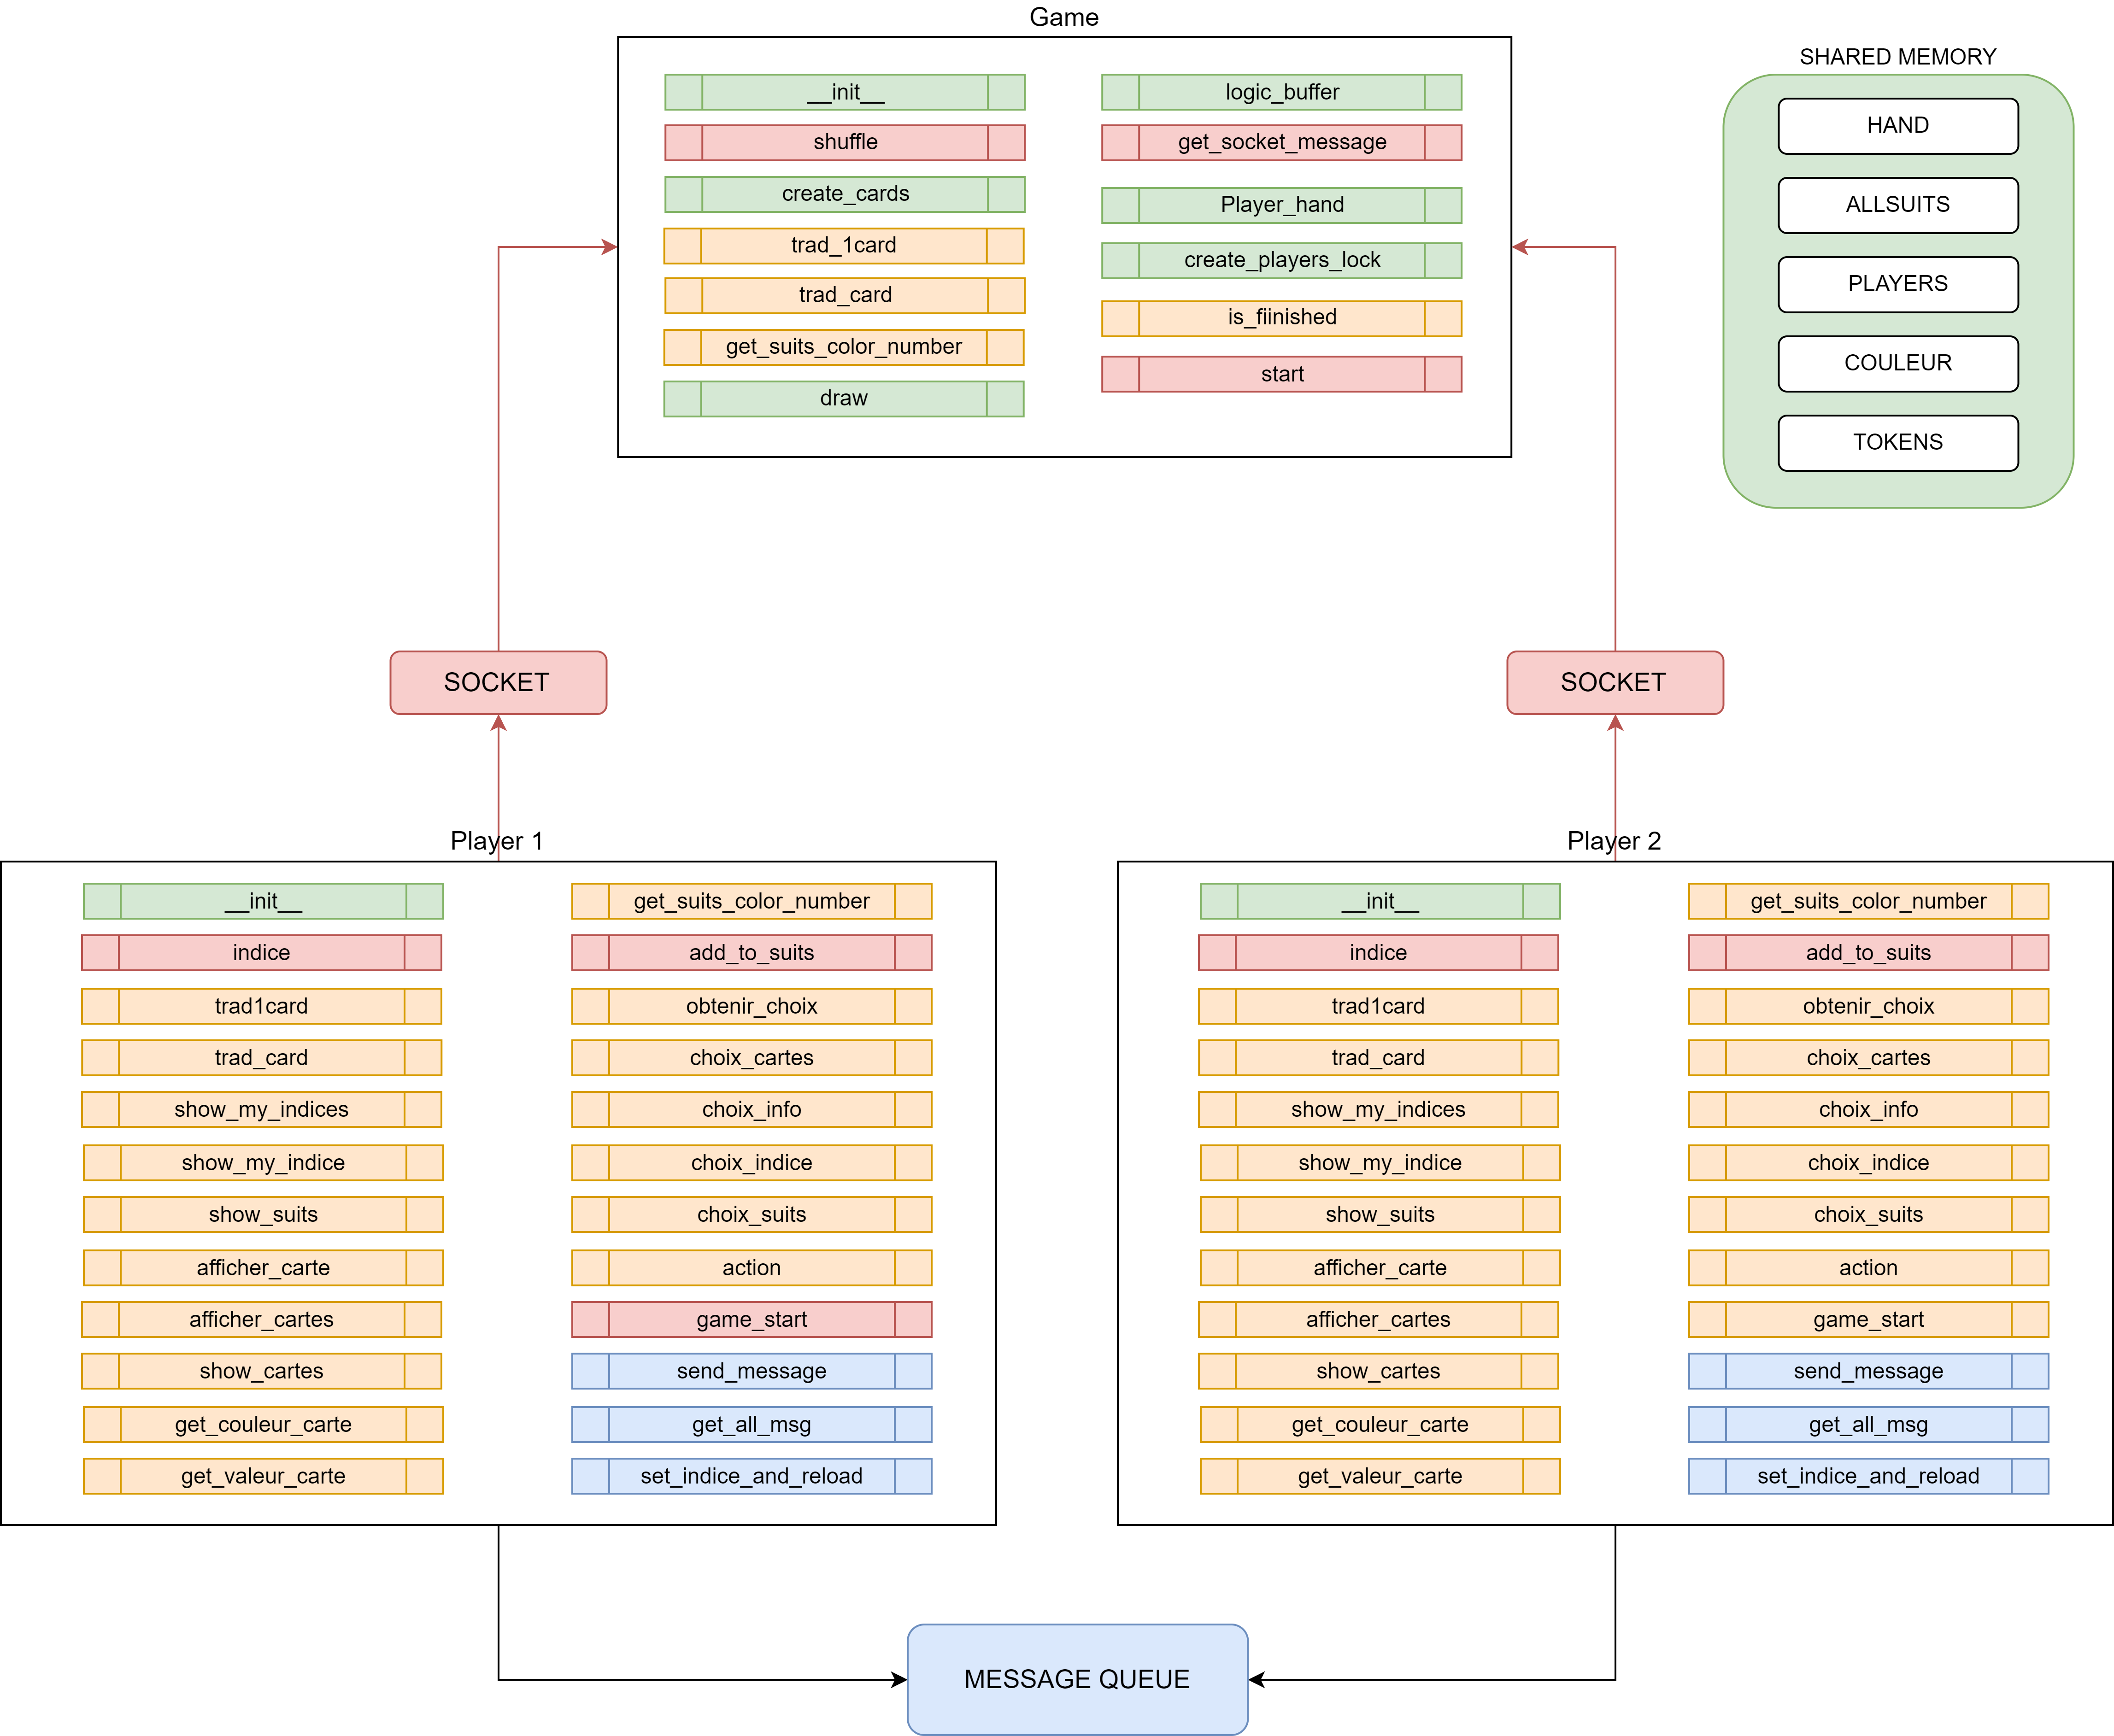 Game
__init__
shuffle
create_cards
trad_1card
trad_card
get_suits_color_number
draw
logic_buffer
get_socket_message
Player_hand
create_players_lock
is_fiinished
start
SHARED MEMORY
HAND
ALLSUITS
PLAYERS
COULEUR
TOKENS
SOCKET
SOCKET
Player 1
__init__
indice
trad1card
trad_card
show_my_indices
show_my_indice
show_suits
afficher_carte
afficher_cartes
show_cartes
get_couleur_carte
get_valeur_carte
get_suits_color_number
add_to_suits
obtenir_choix
choix_cartes
choix_info
choix_indice
choix_suits
action
game_start
send_message
get_all_msg
set_indice_and_reload
Player 2
__init__
indice
trad1card
trad_card
show_my_indices
show_my_indice
show_suits
afficher_carte
afficher_cartes
show_cartes
get_couleur_carte
get_valeur_carte
get_suits_color_number
add_to_suits
obtenir_choix
choix_cartes
choix_info
choix_indice
choix_suits
action
game_start
send_message
get_all_msg
set_indice_and_reload
MESSAGE QUEUE